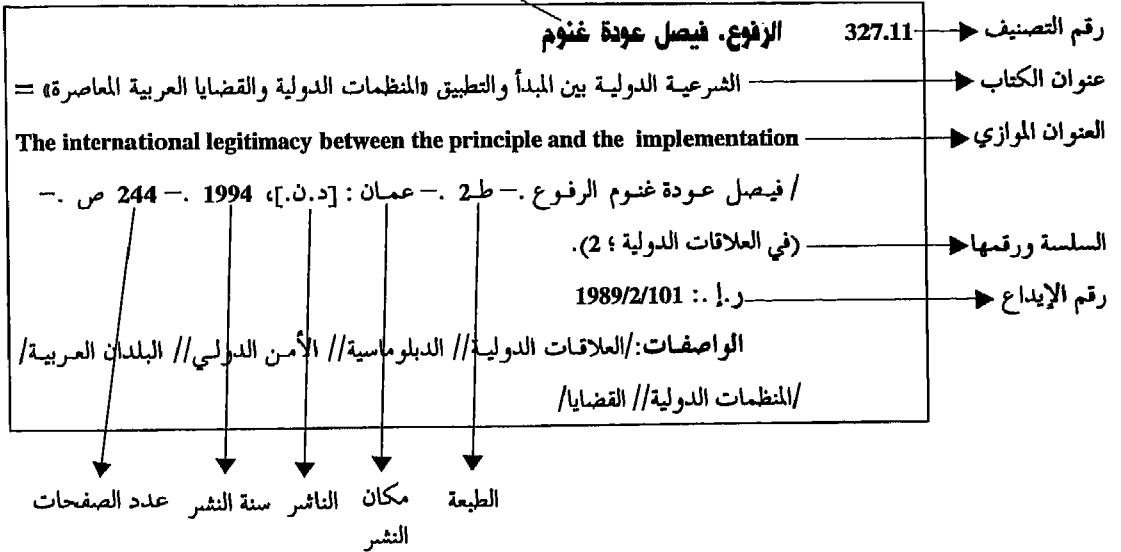 رقم التصنيف 327.11 الرفوع، فيصل عودة غنوم
عنوان الكتاب الشرعية الدولية بين المبدأ والتطبيق «المنظمات الدولية والقضايا العربية المعاصرة» =
العنوان الموازي The international legitimacy between the principle and the implementation
/ فيصل عودة غنوم الرفوع .– ط2 .– عمان : [د.ن.]، 1994 .– 244 ص .–
السلسة ورقمها (في العلاقات الدولية ؛ 2).
رقم الإيداع ر.إ .: 1989/2/101
الواصفات:/العلاقات الدولية// الدبلوماسية// الأمن الدولي// البلدان العربية/
/المنظمات الدولية// القضايا/
الطبعة مكان النشر الناشر سنة النشر عدد الصفحات